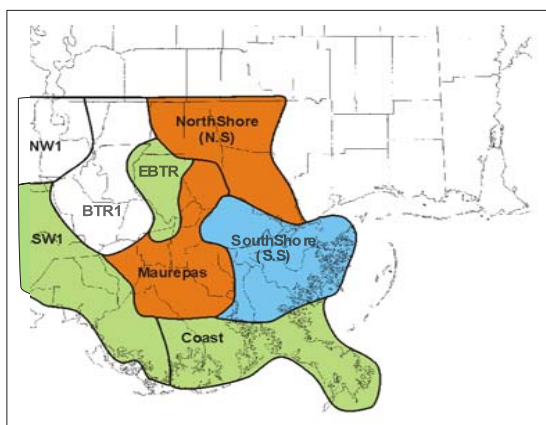 NorthShore
(N.S)
NW1
EBTR
BTR1
SW1
SouthShore
(S.S)
Maurepas
Coast